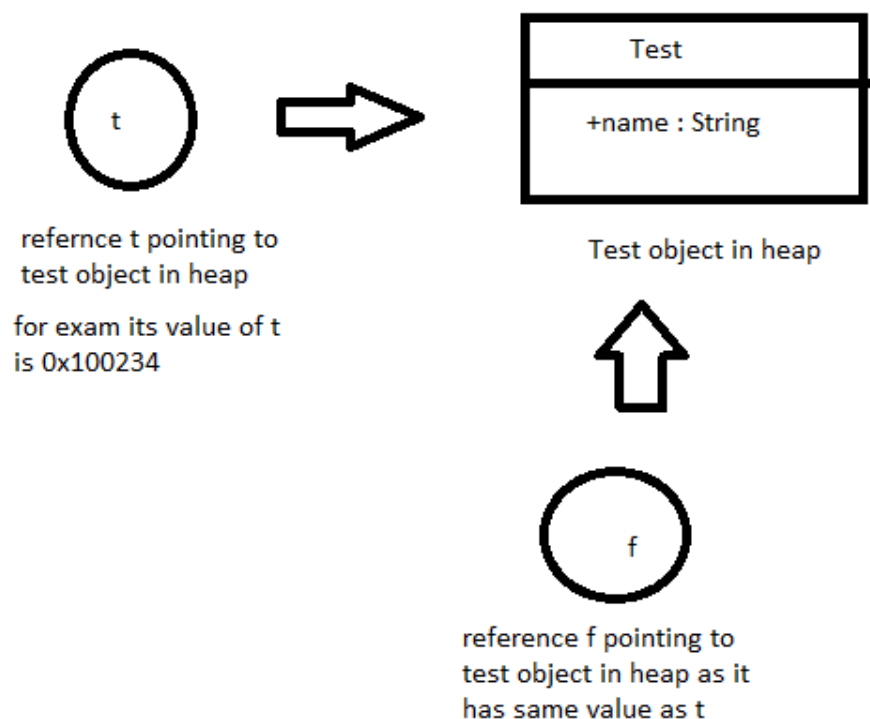 t
Test
+name : String
refernce t pointing to
test object in heap
Test object in heap
for exam its value of t
is 0x100234
f
reference f pointing to
test object in heap as it
has same value as t